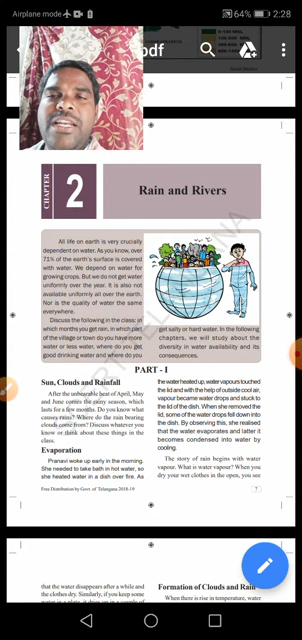 Airplane mode
64%
2:28
pdf
CHAPTER
2
Rain and Rivers
All life on earth is very crucially
dependent on water. As you know, over
71% of the earth's surface is covered
with water. We depend on water for
growing crops. But we do not get water
uniformly over the year. It is also not
available uniformly all over the earth.
Nor is the quality of water the same
everywhere.
Discuss the following in the class: in
which months you get rain, in which part
of the village or town do you have more
water or less water, where do you get
good drinking water and where do you
get salty or hard water. In the following
chapters, we will study about the
diversity in water availability and its
consequences.
PART - I
Sun, Clouds and Rainfall
After the unbearable heat of April, May
and June comes the rainy season, which
lasts for a few months. Do you know what
causes rains? Where do the rain bearing
clouds come from? Discuss whatever you
know or think about these things in the
class.
Evaporation
Pranavi woke up early in the morning.
She needed to take bath in hot water, so
she heated water in a dish over fire. As
the water heated up, water vapours touched
the lid and with the help of outside cool air,
vapour became water drops and stuck to
the lid of the dish. When she removed the
lid, some of the water drops fell down into
the dish. By observing this, she realised
that the water evaporates and latter it
becomes condensed into water by
cooling.
The story of rain begins with water
vapour. What is water vapour? When you
dry your wet clothes in the open, you see
Free Distribution by Govt. of Telangana 2018-19
7
that the water disappears after a while and
the clothes dry. Similarly, if you keep some
Formation of Clouds and Rain
When there is rise in temperature, water